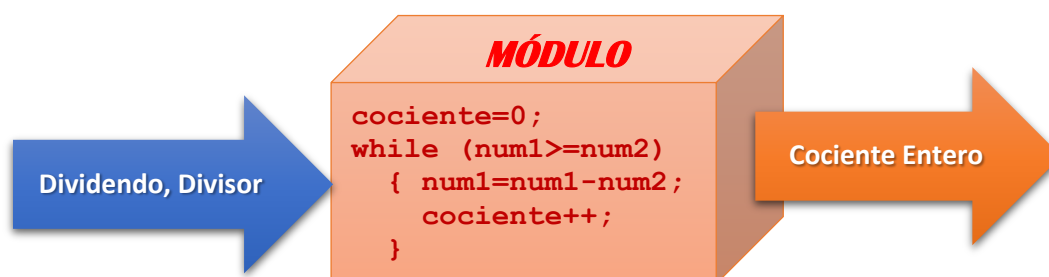 MÓDULO
cociente=0;
while (num1>=num2)
{ num1=num1-num2;
cociente++;
}
Dividendo, Divisor
Cociente Entero